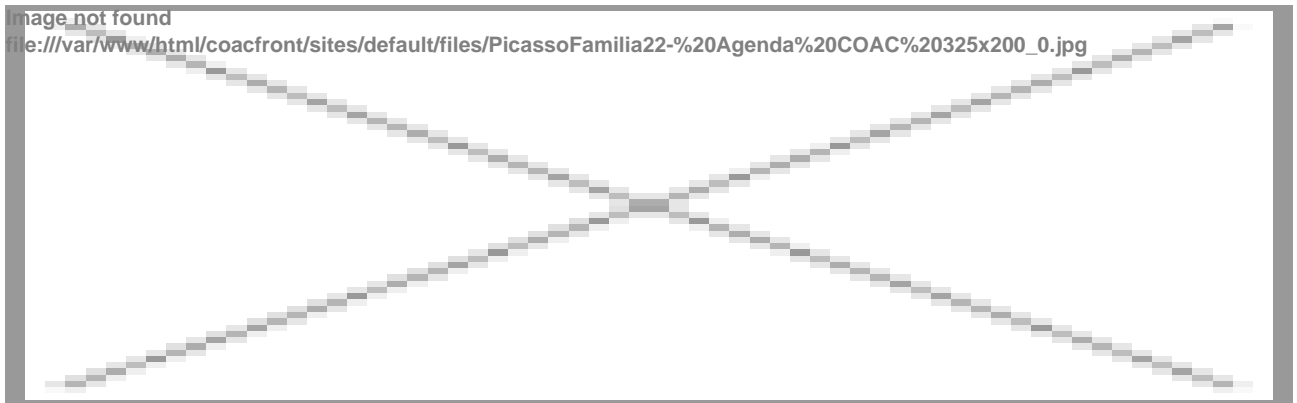 Image not found
file:///var/www/html/coacfront/sites/default/files/PicassoFamilia22-%20Agenda%20COAC%20325x200_0.jpg